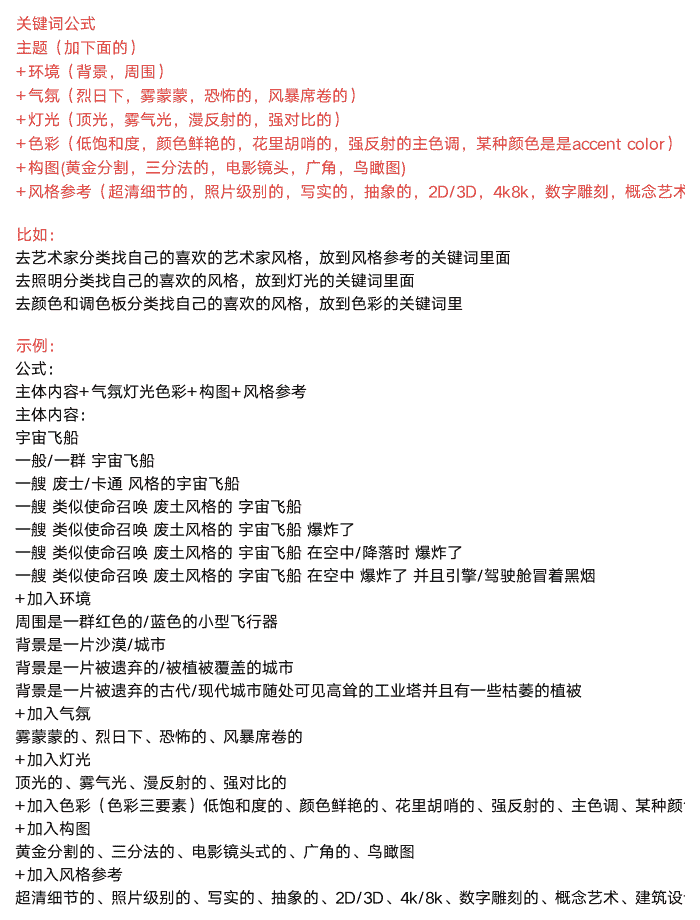 关键词公式
主题（加下面的）
+环境（背景，周围）
+气氛（烈日下，雾蒙蒙，恐怖的，风暴席卷的）
+灯光（顶光，雾气光，漫反射的，强对比的）
+色彩（低饱和度，颜色鲜艳的，花里胡哨的，强反射的主色调，某种颜色是是accent color）
+构图(黄金分割，三分法的，电影镜头，广角，鸟瞰图)
+风格参考（超清细节的，照片级别的，写实的，抽象的，2D/3D，4k8k，数字雕刻，概念艺术
比如：
去艺术家分类找自己的喜欢的艺术家风格，放到风格参考的关键词里面
去照明分类找自己的喜欢的风格，放到灯光的关键词里面
去颜色和调色板分类找自己的喜欢的风格，放到色彩的关键词里
示例：
公式：
主体内容+气氛灯光色彩+构图+风格参考
主体内容：
宇宙飞船
一般/一群 宇宙飞船
一艘 废士/卡通 风格的宇宙飞船
一艘 类似使命召唤 废土风格的 字宙飞船
一艘 类似使命召唤 废土风格的 宇宙飞船 爆炸了
一艘 类似使命召唤 废土风格的 宇宙飞船 在空中/降落时 爆炸了
一艘 类似使命召唤 废土风格的 字宙飞船 在空中 爆炸了 并且引擎/驾驶舱冒着黑烟
+加入环境
周围是一群红色的/蓝色的小型飞行器
背景是一片沙漠/城市
背景是一片被遗弃的/被植被覆盖的城市
背景是一片被遗弃的古代/现代城市随处可见高耸的工业塔并且有一些枯萎的植被
+加入气氛
雾蒙蒙的、烈日下、恐怖的、风暴席卷的
+加入灯光
顶光的、雾气光、漫反射的、强对比的
+加入色彩（色彩三要素）低饱和度的、颜色鲜艳的、花里胡哨的、强反射的、主色调、某种颜
+加入构图
黄金分割的、三分法的、电影镜头式的、广角的、鸟瞰图
+加入风格参考
超清细节的、照片级别的、写实的、抽象的、2D/3D、4k/8k、数字雕刻的、概念艺术、建筑设